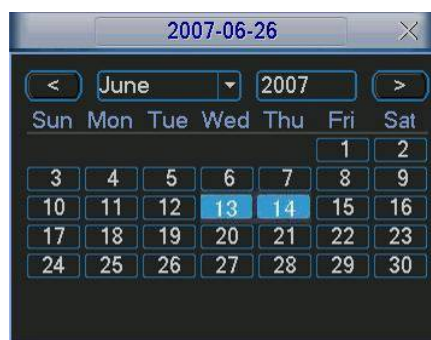 2007-06-26
< June 2007 >
Sun Mon Tue Wed Thu Fri Sat
1 2
3 4 5 6 7 8 9
10 11 12 13 14 15 16
17 18 19 20 21 22 23
24 25 26 27 28 29 30